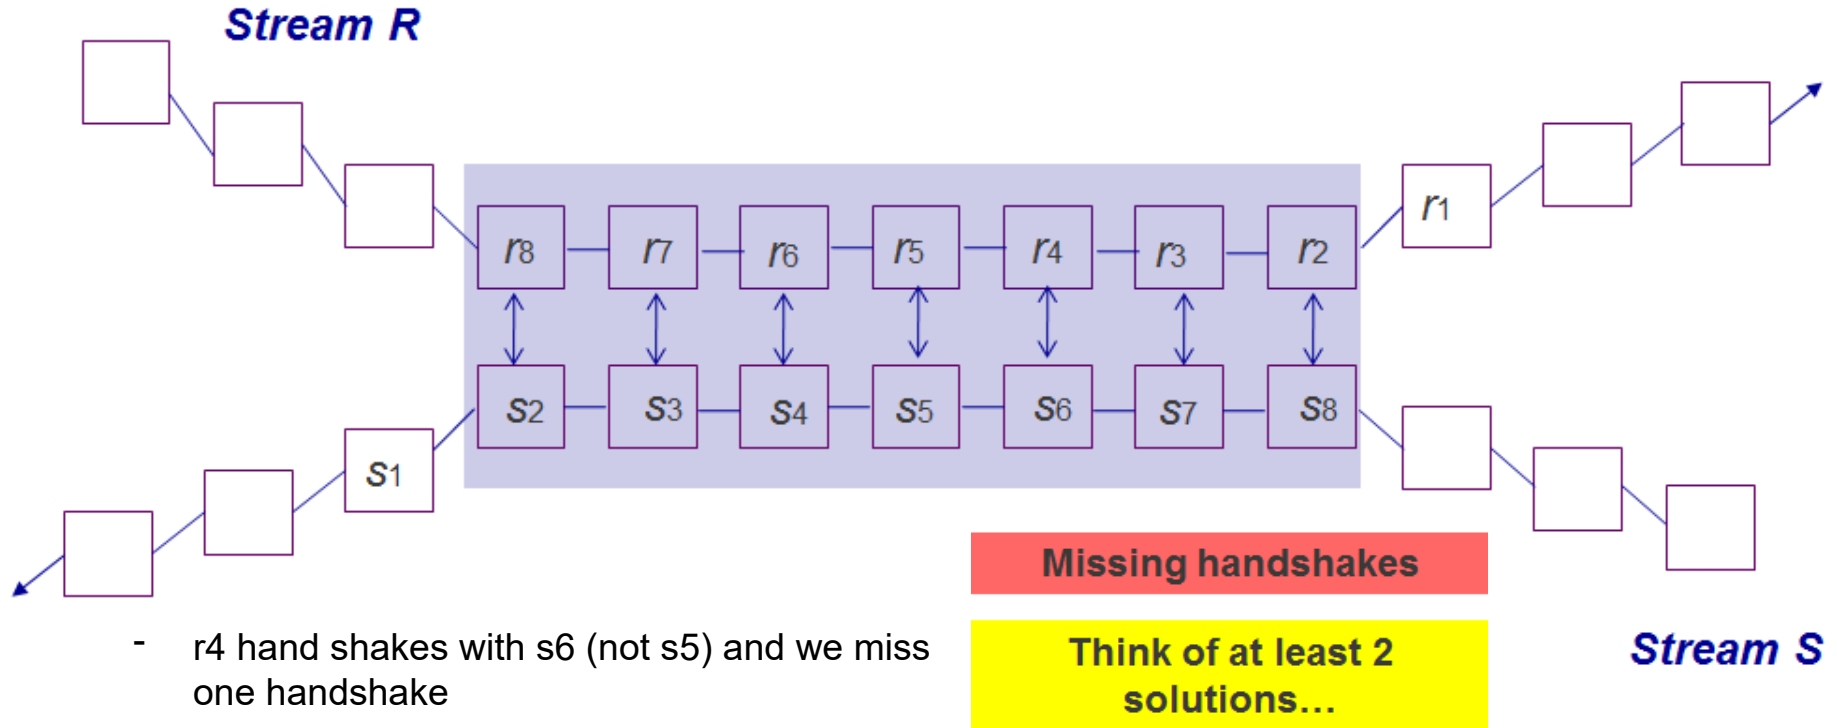 Stream R
r1
r8 r7 r6 r5 r4 r3 r2
s2 s3 s4 s5 s6 s7 s8
s1
Missing handshakes
- r4 hand shakes with s6 (not s5) and we miss
one handshake
Think of at least 2
solutions...
Stream S